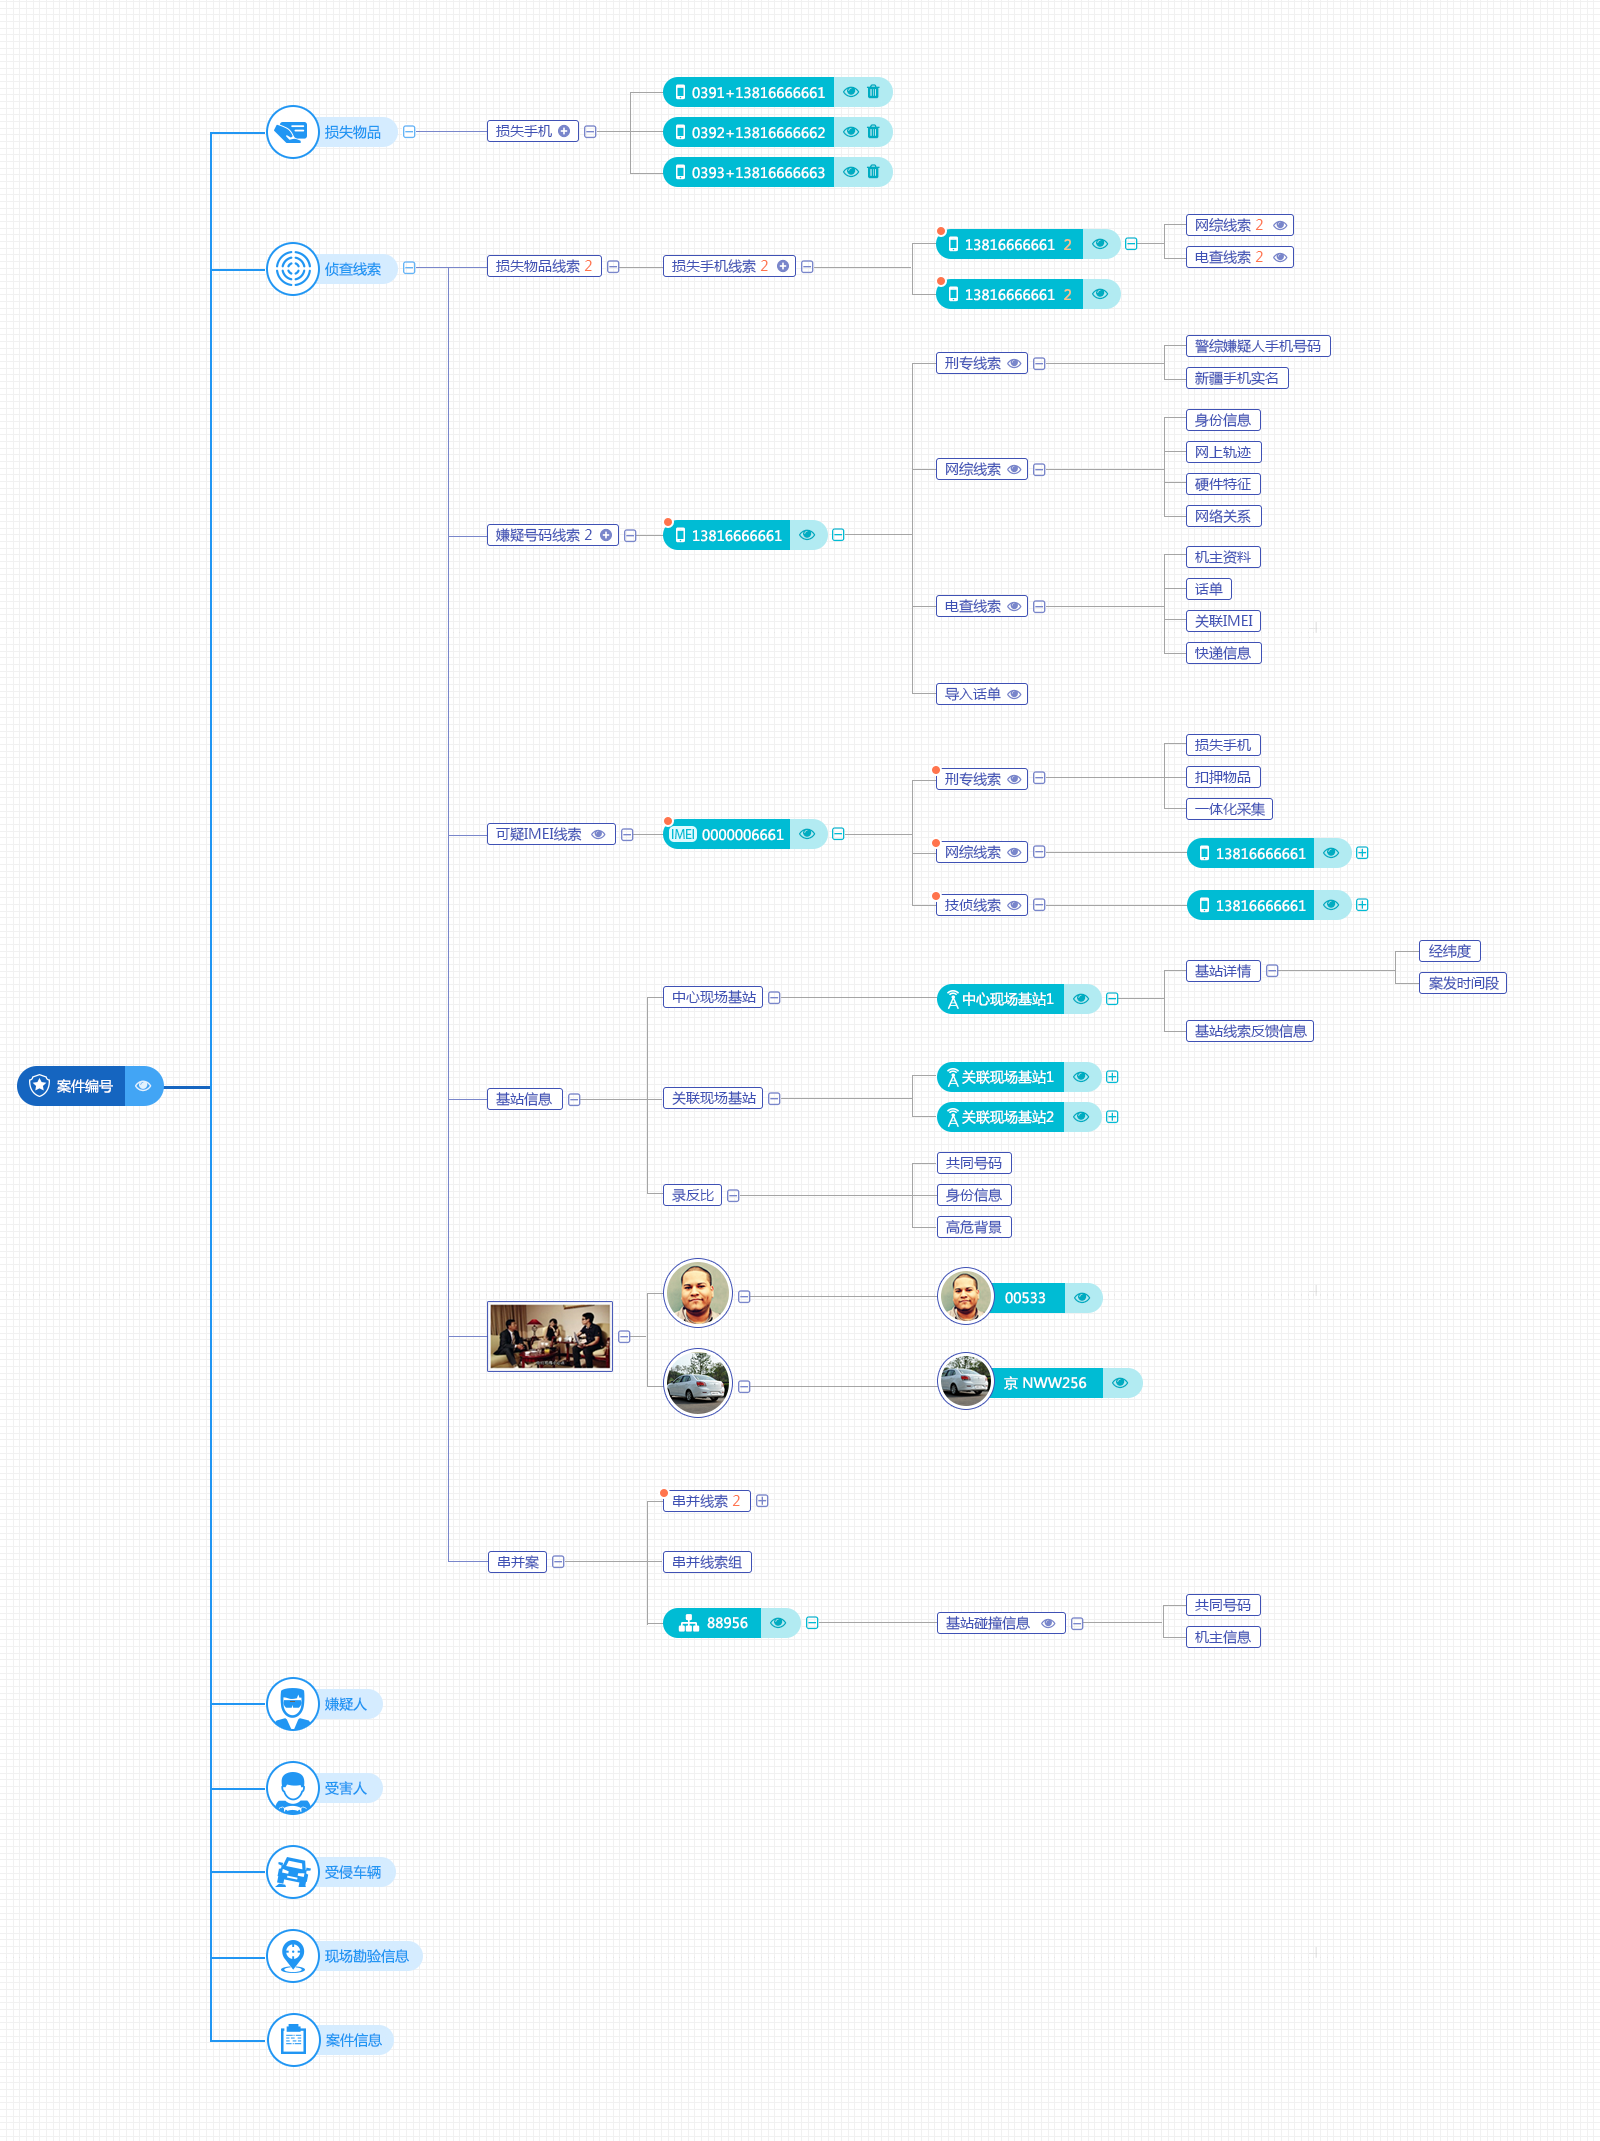 案件编号
损失物品
损失手机
0391+13816666661
0392+13816666662
0393+13816666663
侦查线索
损失物品线索 2
损失手机线索 2
13816666661 2
网综线索 2
电查线索 2
13816666661 2
嫌疑号码线索 2
13816666661
刑专线索
警综嫌疑人手机号码
新疆手机实名
网综线索
身份信息
网上轨迹
硬件特征
网络关系
电查线索
机主资料
话单
关联IMEI
快递信息
导入话单
可疑IMEI线索
IMEI 0000006661
刑专线索
损失手机
扣押物品
一体化采集
网综线索
13816666661
技侦线索
13816666661
基站信息
中心现场基站
中心现场基站1
基站详情
经纬度
案发时间段
基站线索反馈信息
关联现场基站
关联现场基站1
关联现场基站2
录反比
共同号码
身份信息
高危背景
00533
京 NWW256
串并案
串并线索 2
串并线索组
88956
基站碰撞信息
共同号码
机主信息
嫌疑人
受害人
受侵车辆
现场勘验信息
案件信息